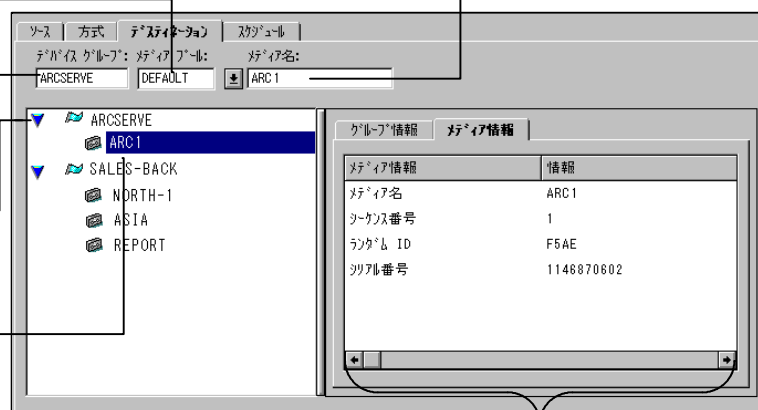 ｿｰｽ 方式 ﾃﾞｽﾃｨﾈｰｼｮﾝ ｽｹｼﾞｭｰﾙ
ﾃﾞﾊﾞｲｽ ｸﾞﾙｰﾌﾟ: ﾒﾃﾞｨｱ ﾌﾟｰﾙ: ﾒﾃﾞｨｱ名:
ARCSERVE DEFAULT ARC1
ARCSERVE
ARC1
SALES-BACK
NORTH-1
ASIA
REPORT
ｸﾞﾙｰﾌﾟ情報 ﾒﾃﾞｨｱ情報
ﾒﾃﾞｨｱ情報 情報
ﾒﾃﾞｨｱ名 ARC1
ｼｰｹﾝｽ番号 1
ﾗﾝﾀﾞﾑ ID F5AE
ｼﾘｱﾙ番号 1146870602